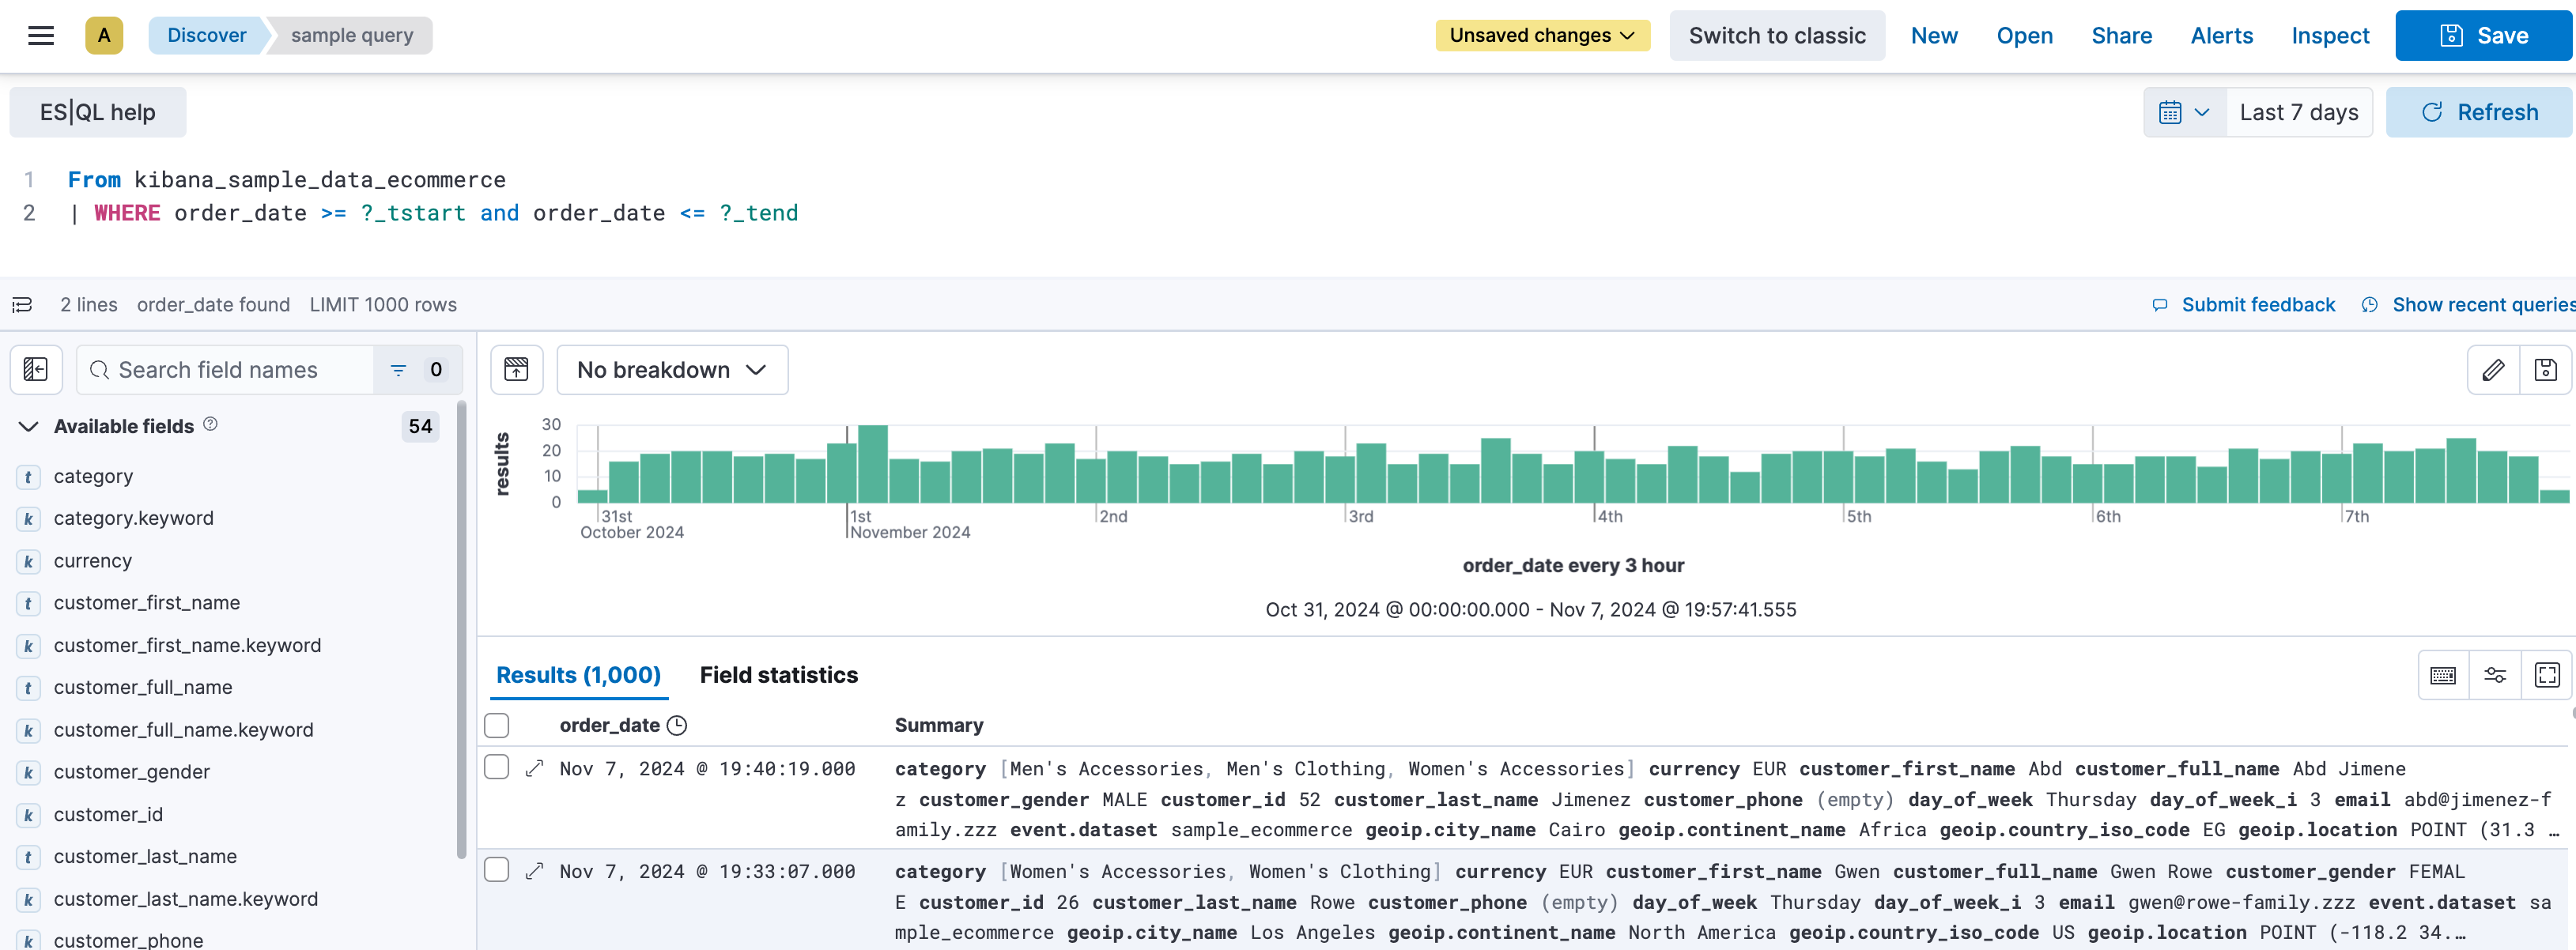 A Discover sample query Unsaved changes Switch to classic New Open Share Alerts Inspect Save
ES|QL help Last 7 days Refresh
1 From kibana_sample_data_ecommerce
2 | WHERE order_date >= ?_tstart and order_date <= ?_tend
2 lines order_date found LIMIT 1000 rows Submit feedback Show recent queries
Search field names 0
Available fields 54
t category
k category.keyword
k currency
t customer_first_name
k customer_first_name.keyword
t customer_full_name
k customer_full_name.keyword
k customer_gender
k customer_id
t customer_last_name
k customer_last_name.keyword
k customer_phone
No breakdown
results
30
20
10
0
31st 1st 2nd 3rd 4th 5th 6th 7th
October 2024 November 2024
order_date every 3 hour
Oct 31, 2024 @ 00:00:00.000 - Nov 7, 2024 @ 19:57:41.555
Results (1,000) Field statistics
order_date Summary
Nov 7, 2024 @ 19:40:19.000 category [Men's Accessories, Men's Clothing, Women's Accessories] currency EUR customer_first_name Abd customer_full_name Abd Jimene
z customer_gender MALE customer_id 52 customer_last_name Jimenez customer_phone (empty) day_of_week Thursday day_of_week_i 3 email abd@jimenez-f
amily.zzz event.dataset sample_ecommerce geoip.city_name Cairo geoip.continent_name Africa geoip.country_iso_code EG geoip.location POINT (31.3 …
Nov 7, 2024 @ 19:33:07.000 category [Women's Accessories, Women's Clothing] currency EUR customer_first_name Gwen customer_full_name Gwen Rowe customer_gender FEMAL
E customer_id 26 customer_last_name Rowe customer_phone (empty) day_of_week Thursday day_of_week_i 3 email gwen@rowe-family.zzz event.dataset sa
mple_ecommerce geoip.city_name Los Angeles geoip.continent_name North America geoip.country_iso_code US geoip.location POINT (-118.2 34.…